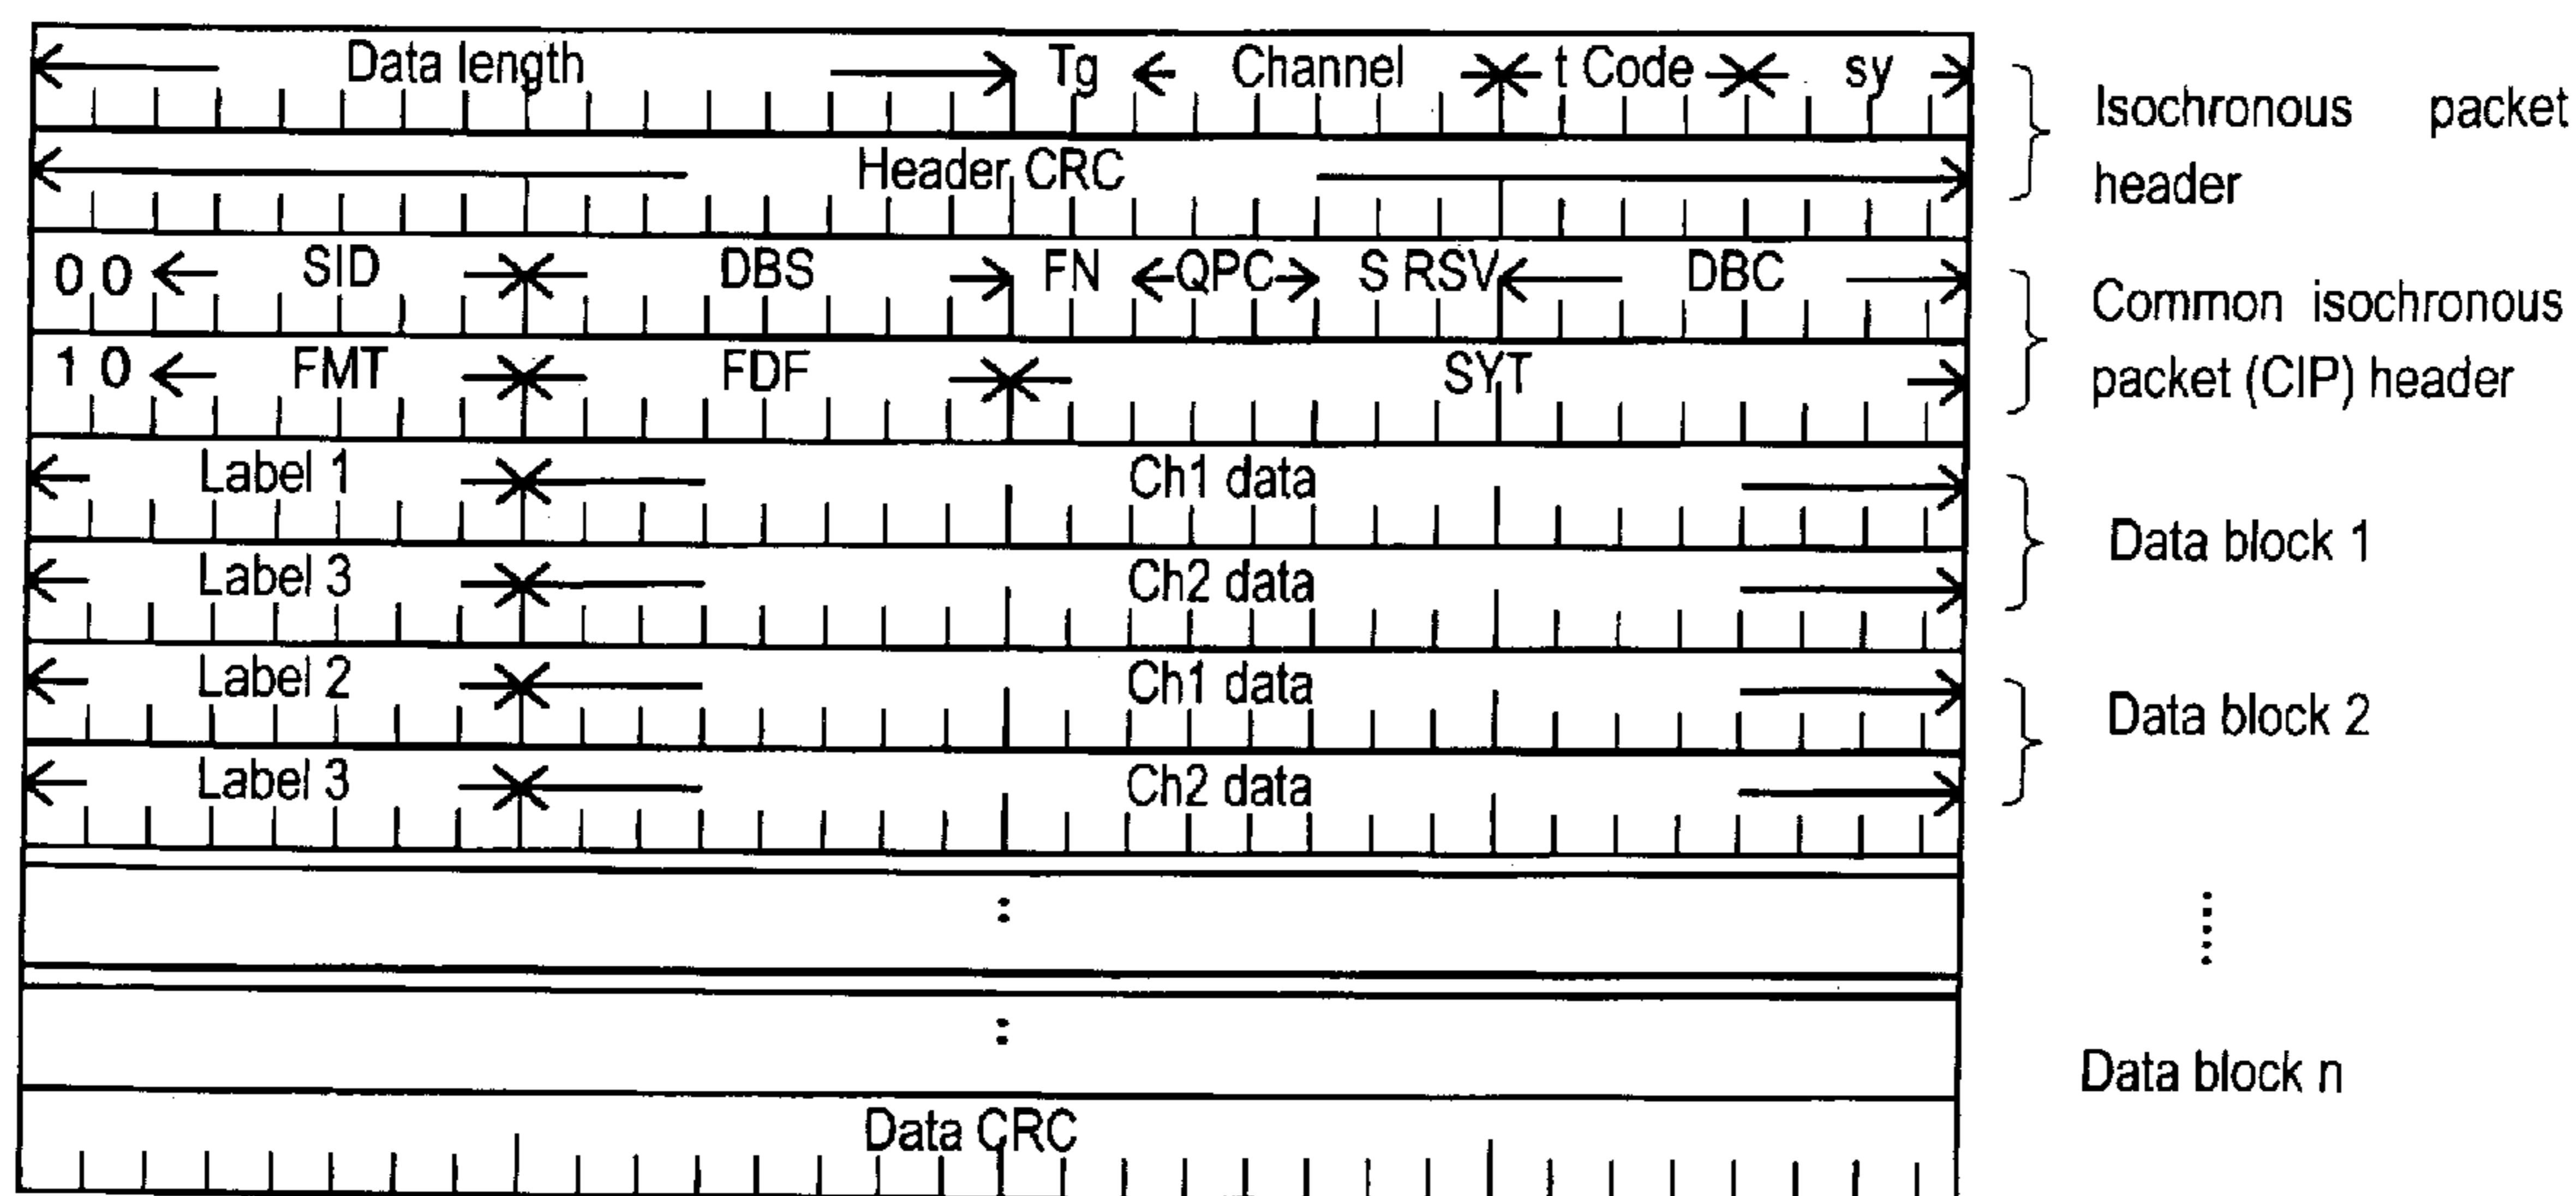 Data length Tg Channel t Code sy
Isochronous packet
header
Header CRC
0 0 SID DBS FN QPC S RSV DBC
Common isochronous
packet (CIP) header
1 0 FMT FDF SYT
Label 1 Ch1 data
Data block 1
Label 3 Ch2 data
Label 2 Ch1 data
Data block 2
Label 3 Ch2 data
Data block n
Data CRC